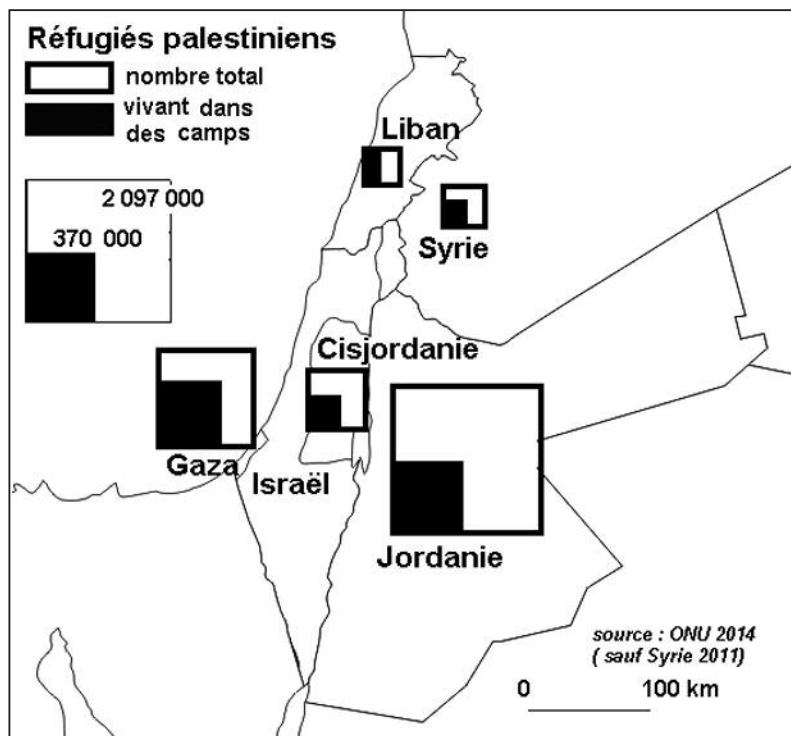 Réfugiés palestiniens
nombre total
vivant dans
des camps
2 097 000
370 000
Liban
Syrie
Cisjordanie
Gaza
Israël
Jordanie
source : ONU 2014
( sauf Syrie 2011)
0 100 km